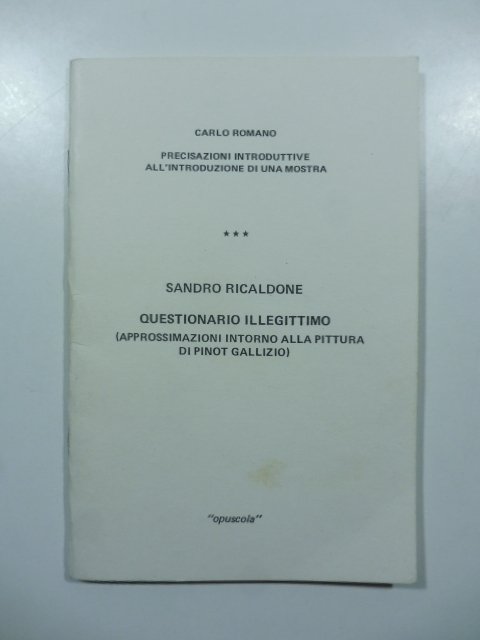 CARLO ROMANO
PRECISAZIONI INTRODUTTIVE
ALL'INTRODUZIONE DI UNA MOSTRA
★★★
SANDRO RICALDONE
QUESTIONARIO ILLEGITTIMO
(APPROSSIMAZIONI INTORNO ALLA PITTURA
DI PINOT GALLIZIO)
"opuscola"